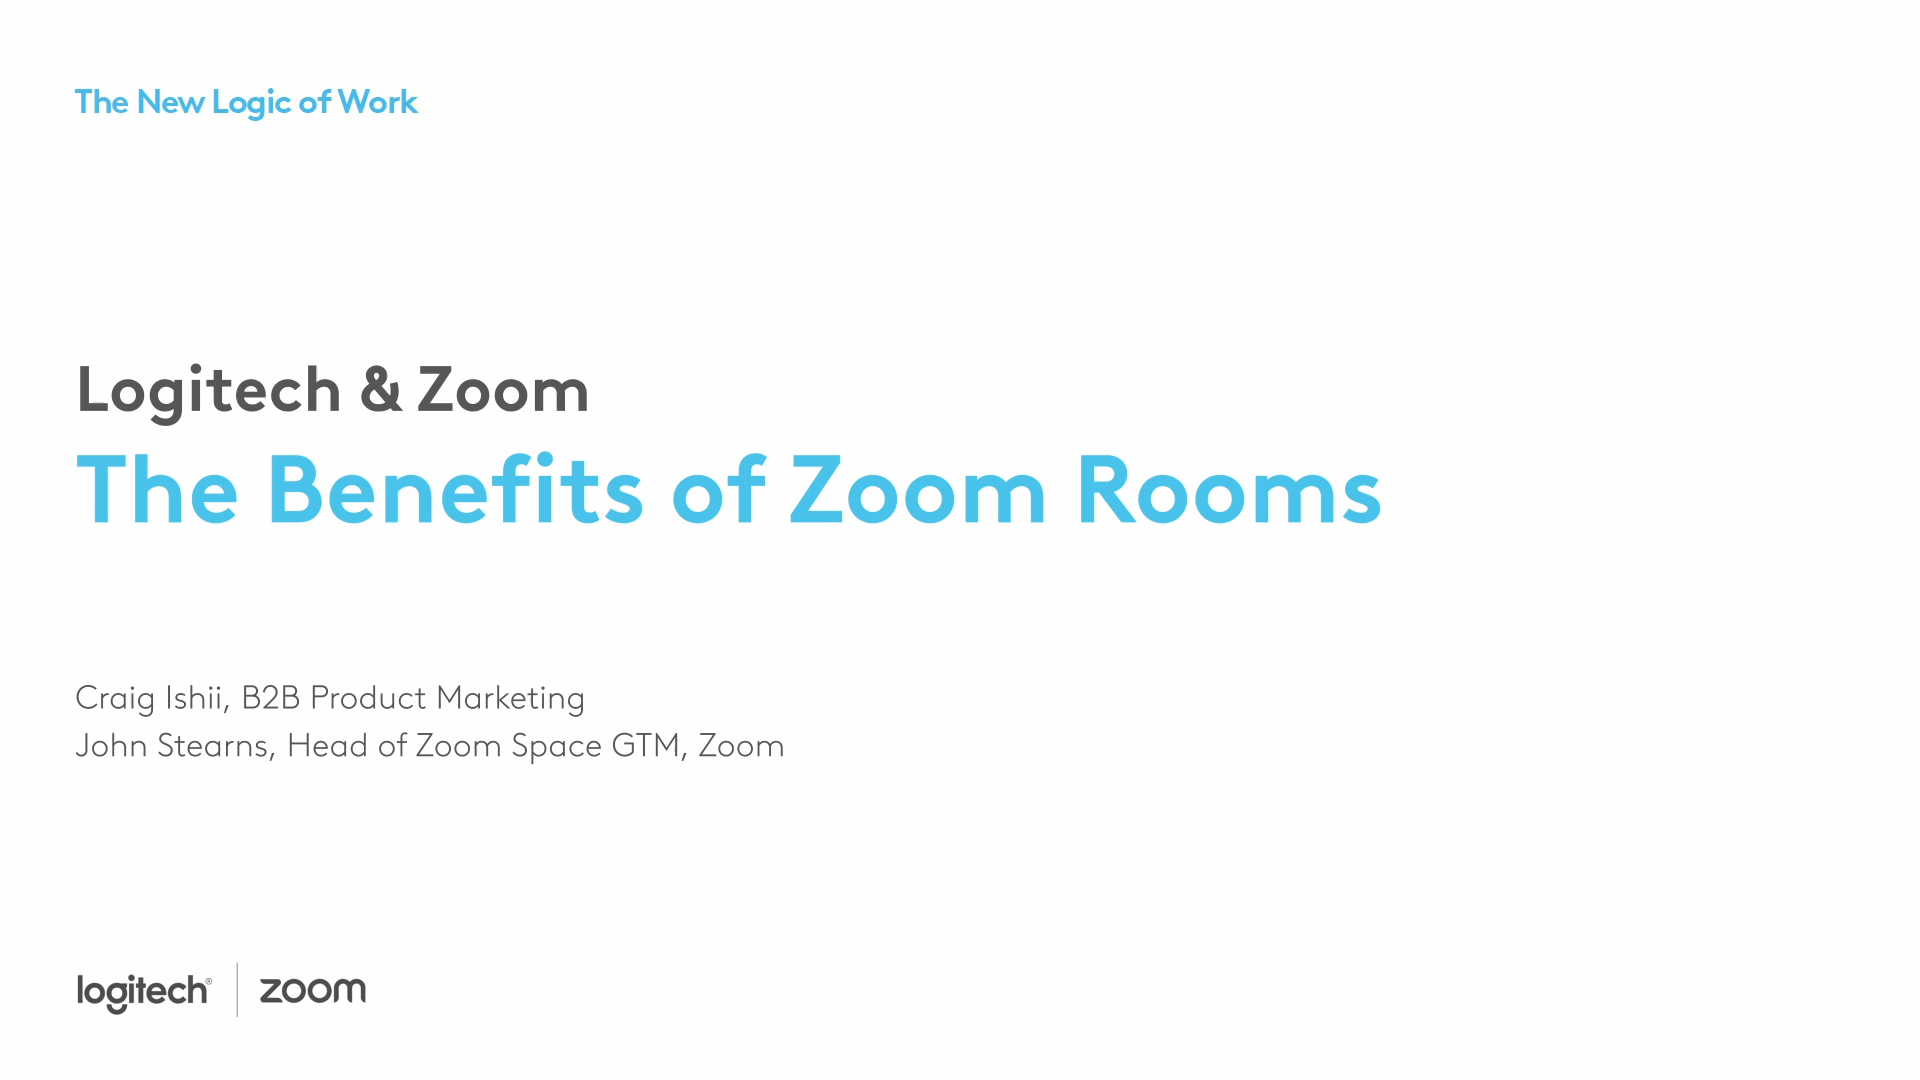 The New Logic of Work
Logitech & Zoom
The Benefits of Zoom Rooms
Craig Ishii, B2B Product Marketing
John Stearns, Head of Zoom Space GTM, Zoom
logitech® | zoom